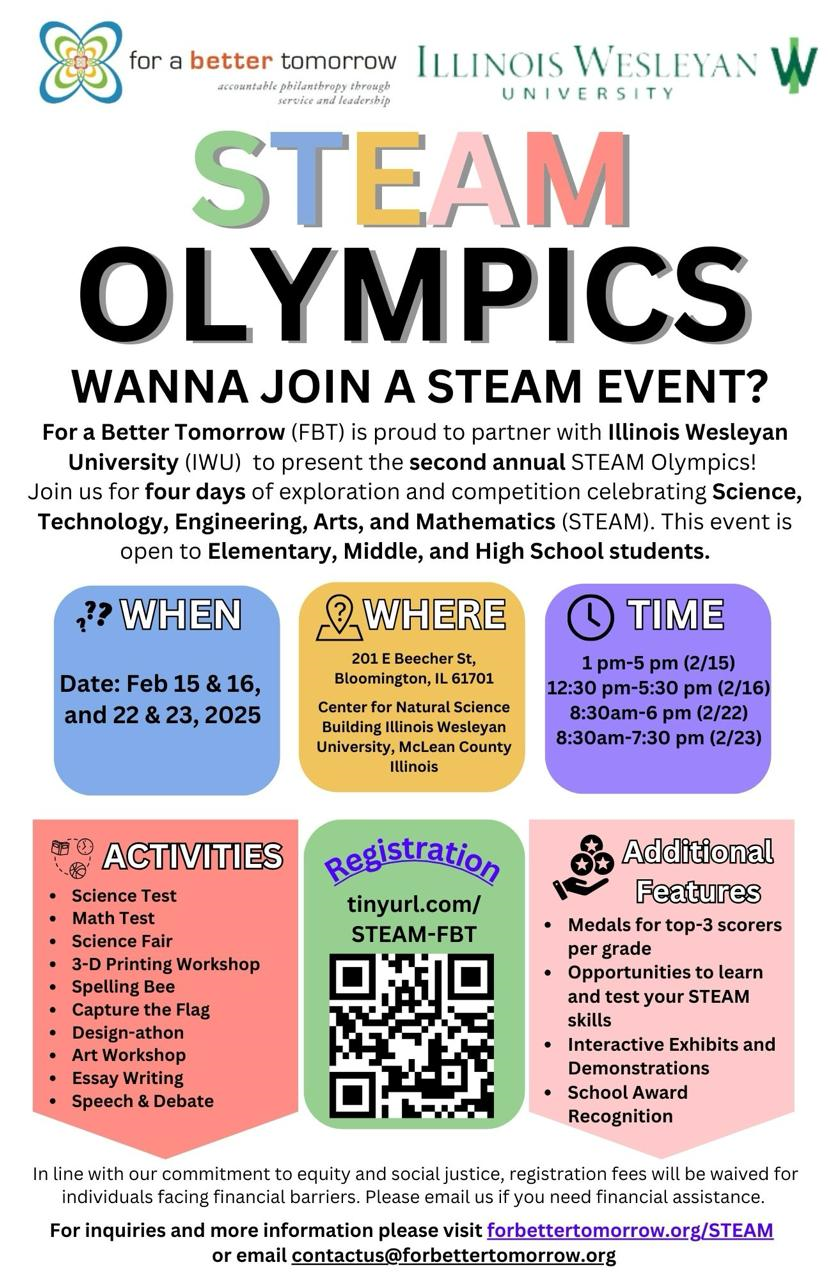 for a better tomorrow
accountable philanthropy through
service and leadership
ILLINOIS WESLEYAN
UNIVERSITY
W
STEAM
OLYMPICS
WANNA JOIN A STEAM EVENT?
For a Better Tomorrow (FBT) is proud to partner with Illinois Wesleyan
University (IWU)  to present the second annual STEAM Olympics!
Join us for four days of exploration and competition celebrating Science,
Technology, Engineering, Arts, and Mathematics (STEAM). This event is
open to Elementary, Middle, and High School students.
??? WHEN
Date: Feb 15 & 16,
and 22 & 23, 2025
? WHERE
201 E Beecher St,
Bloomington, IL 61701
Center for Natural Science
Building Illinois Wesleyan
University, McLean County
Illinois
TIME
1 pm-5 pm (2/15)
12:30 pm-5:30 pm (2/16)
8:30am-6 pm (2/22)
8:30am-7:30 pm (2/23)
ACTIVITIES
• Science Test
• Math Test
• Science Fair
• 3-D Printing Workshop
• Spelling Bee
• Capture the Flag
• Design-athon
• Art Workshop
• Essay Writing
• Speech & Debate
Registration
tinyurl.com/
STEAM-FBT
Additional
Features
• Medals for top-3 scorers
per grade
• Opportunities to learn
and test your STEAM
skills
• Interactive Exhibits and
Demonstrations
• School Award
Recognition
In line with our commitment to equity and social justice, registration fees will be waived for
individuals facing financial barriers. Please email us if you need financial assistance.
For inquiries and more information please visit forbettertomorrow.org/STEAM
or email contactus@forbettertomorrow.org